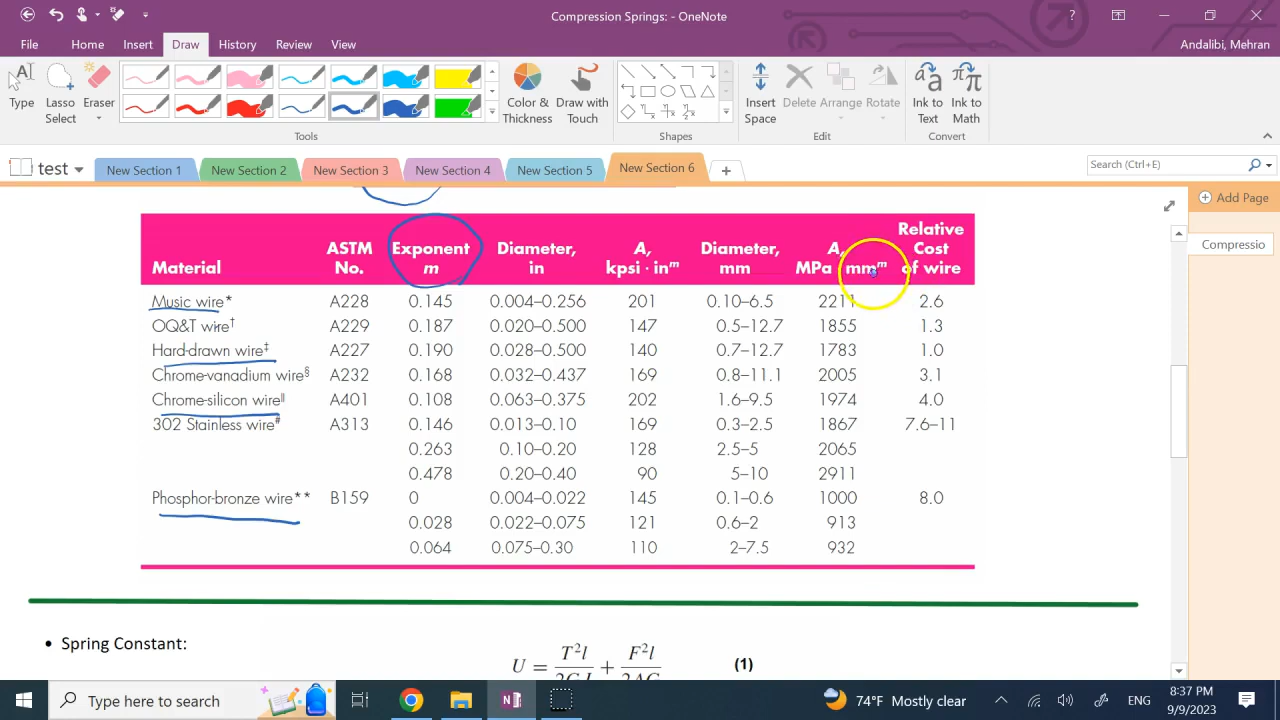 Compression Springs: - OneNote
?
File Home Insert Draw History Review View
Andalibi, Mehran
Type
Lasso Select
Eraser
Color & Thickness
Draw with Touch
Insert Space
Delete
Arrange
Rotate
Ink to Text
Ink to Math
Tools
Shapes
Edit
Convert
test
New Section 1
New Section 2
New Section 3
New Section 4
New Section 5
New Section 6
+
Search (Ctrl+E)
Add Page
Compressio
Material | ASTM No. | Exponent m | Diameter, in | A, kpsi · inᵐ | Diameter, mm | A, MPa mmᵐ | Relative Cost of wire
Music wire* A228 0.145 0.004–0.256 201 0.10–6.5 2211 2.6
OQ&T wire† A229 0.187 0.020–0.500 147 0.5–12.7 1855 1.3
Hard-drawn wire‡ A227 0.190 0.028–0.500 140 0.7–12.7 1783 1.0
Chrome-vanadium wire§ A232 0.168 0.032–0.437 169 0.8–11.1 2005 3.1
Chrome-silicon wire‖ A401 0.108 0.063–0.375 202 1.6–9.5 1974 4.0
302 Stainless wire# A313 0.146 0.013–0.10 169 0.3–2.5 1867 7.6–11
0.263 0.10–0.20 128 2.5–5 2065
0.478 0.20–0.40 90 5–10 2911
Phosphor-bronze wire** B159 0 0.004–0.022 145 0.1–0.6 1000 8.0
0.028 0.022–0.075 121 0.6–2 913
0.064 0.075–0.30 110 2–7.5 932
• Spring Constant:
U = T²l + F²l (1)
Type here to search
74°F Mostly clear
ENG
8:37 PM
9/9/2023